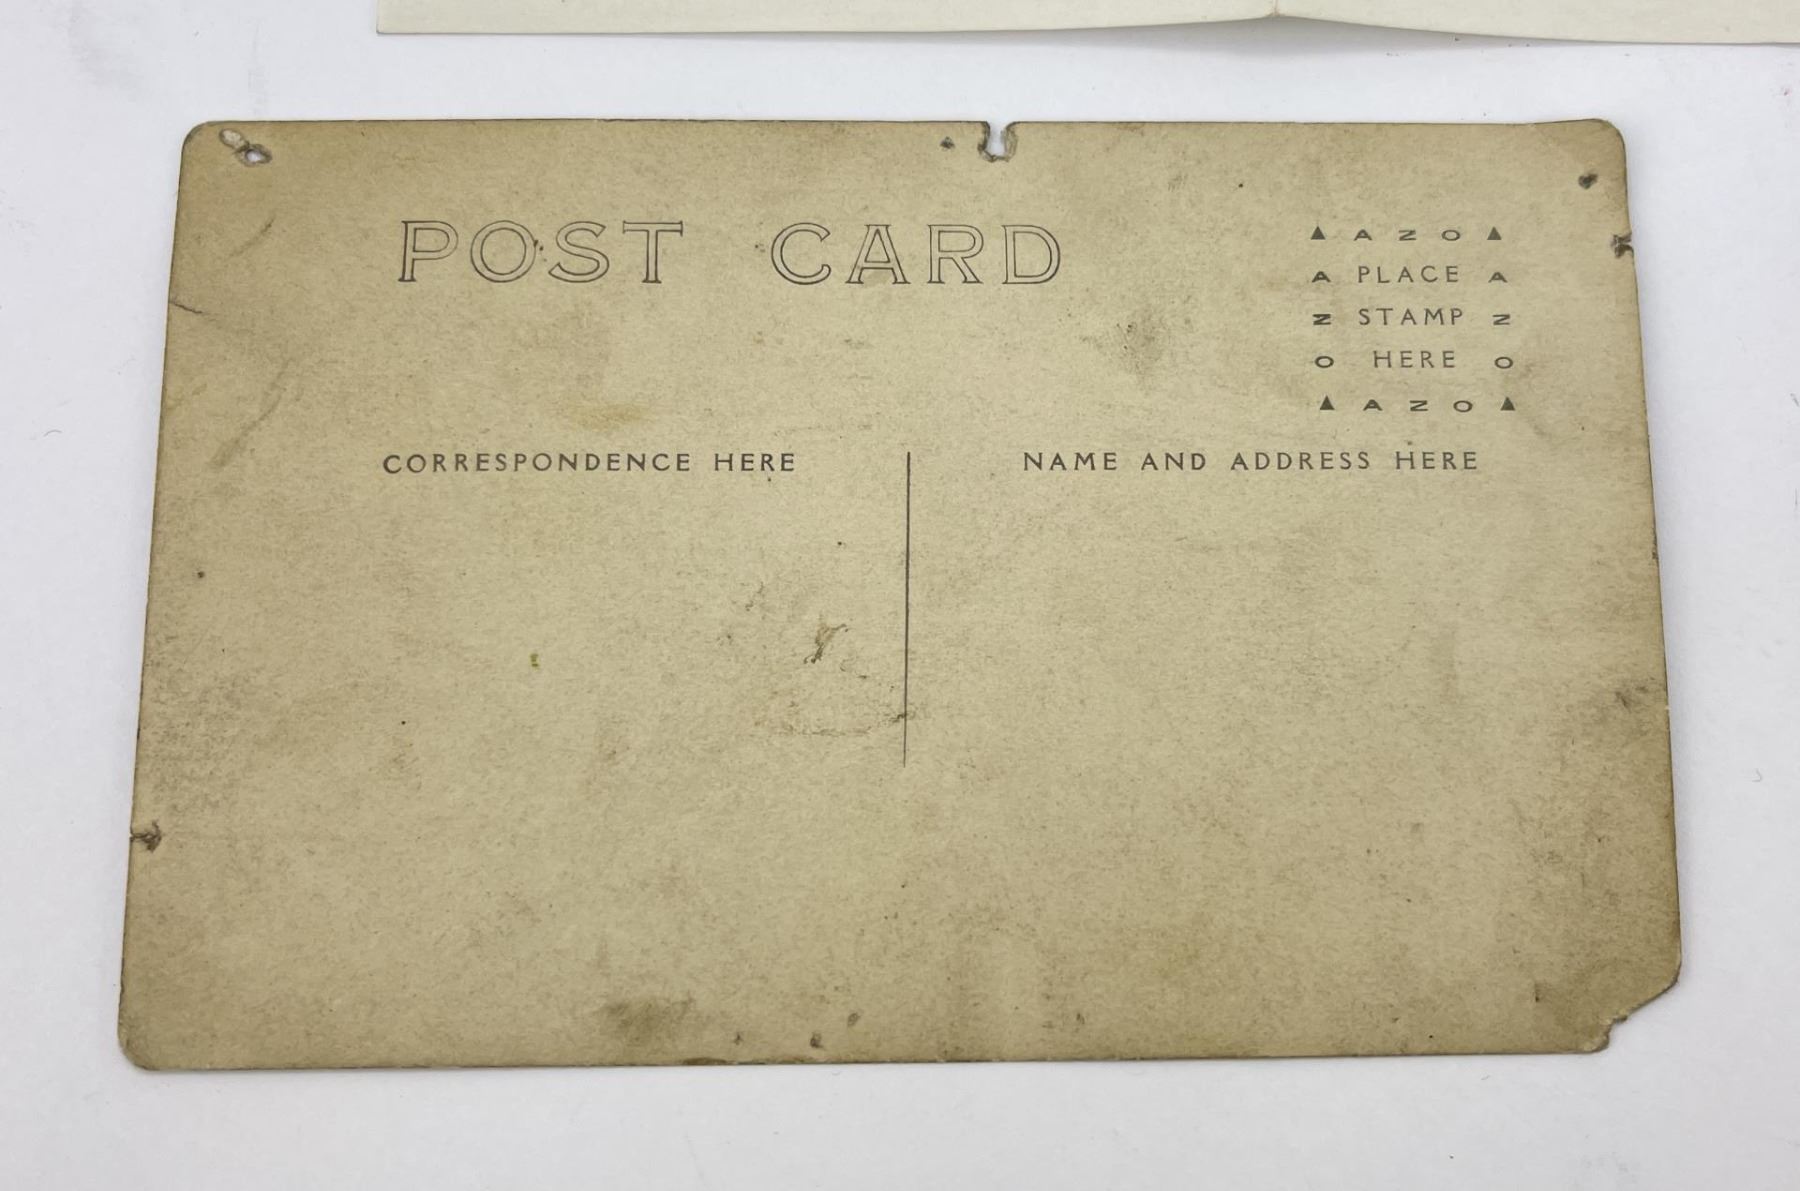 POST CARD
▲ AZO ▲
A PLACE A
Z STAMP Z
O HERE O
▲ AZO ▲
CORRESPONDENCE HERE
NAME AND ADDRESS HERE